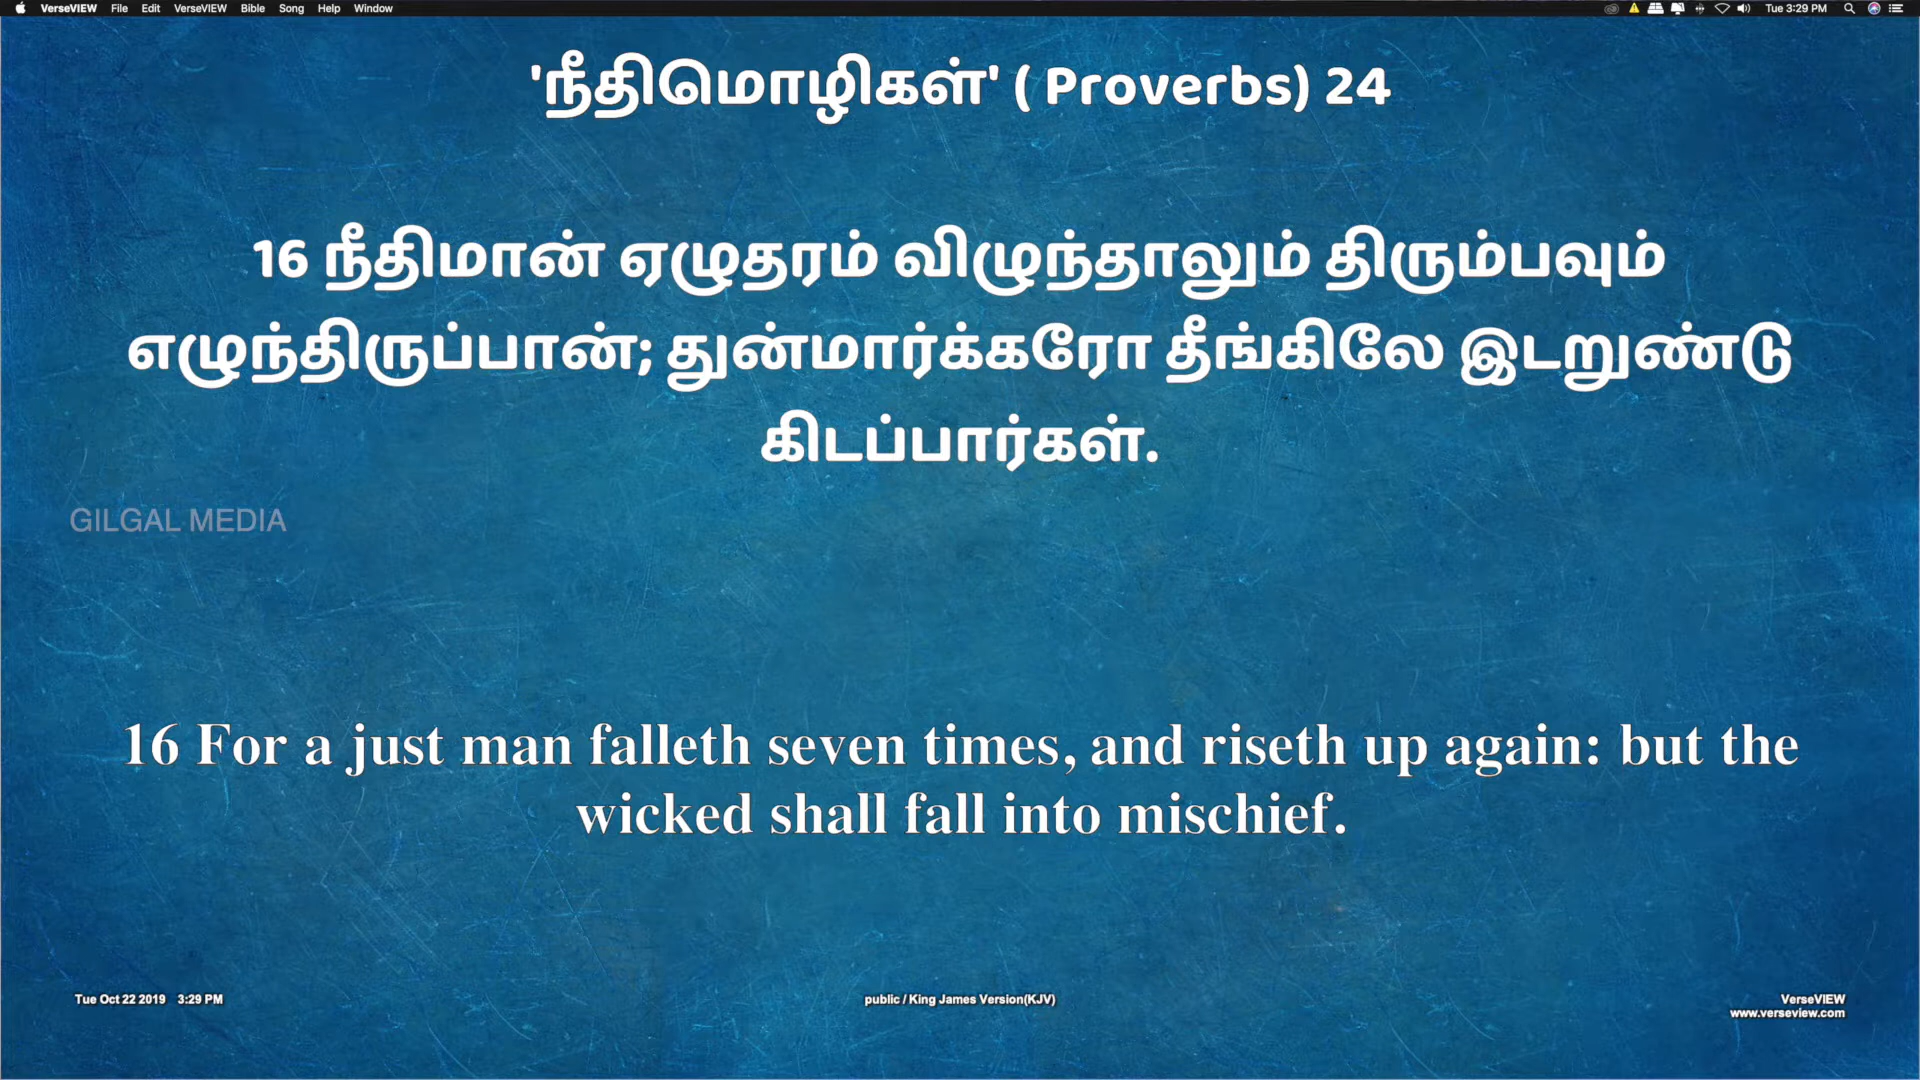 VerseVIEW File Edit VerseVIEW Bible Song Help Window Tue 3:29 PM
'நீதிமொழிகள்' ( Proverbs) 24
16 நீதிமான் ஏழுதரம் விழுந்தாலும் திரும்பவும்
எழுந்திருப்பான்; துன்மார்க்கரோ தீங்கிலே இடறுண்டு
கிடப்பார்கள்.
GILGAL MEDIA
16 For a just man falleth seven times, and riseth up again: but the
wicked shall fall into mischief.
Tue Oct 22 2019 3:29 PM public / King James Version(KJV) VerseVIEW
www.verseview.com